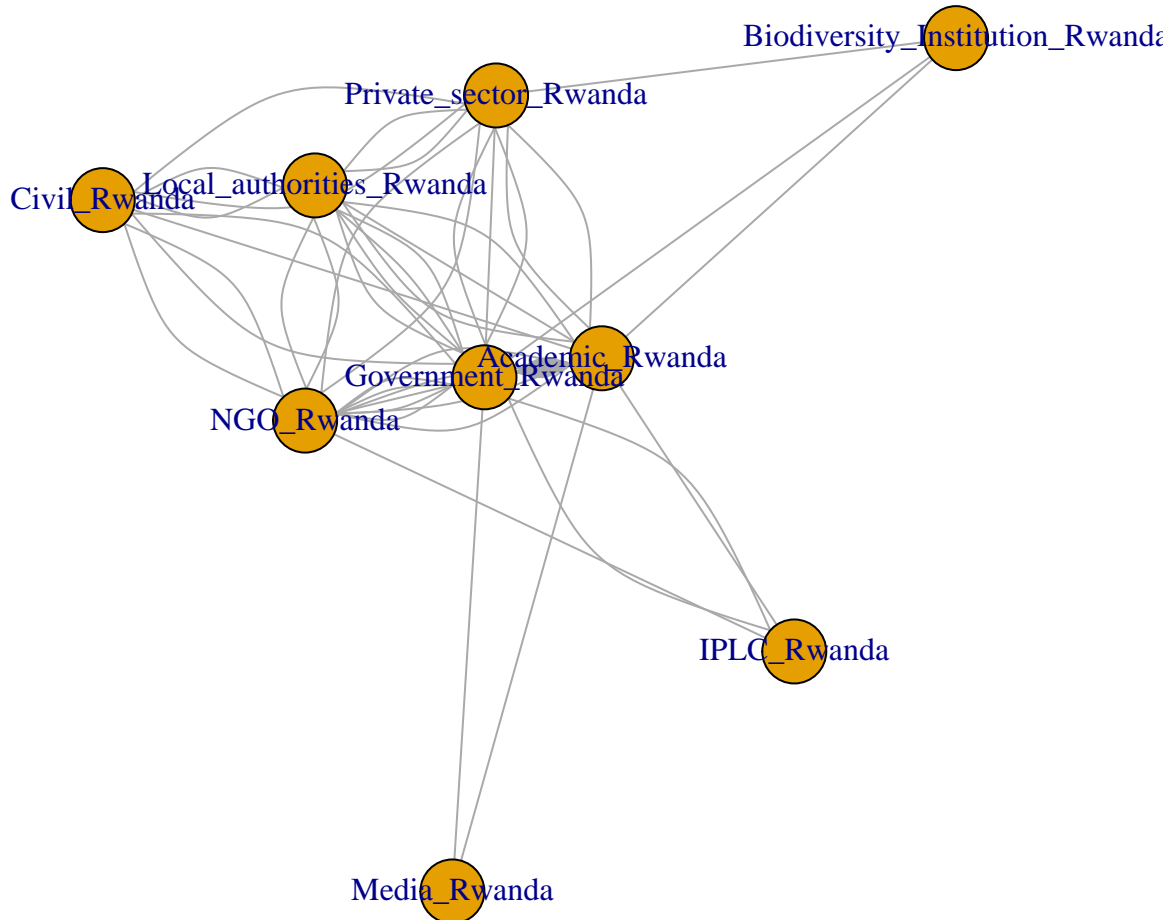 Biodiversity_Institution_Rwanda
Private_sector_Rwanda
Local_authorities_Rwanda
Civil_Rwanda
Academic_Rwanda
Government_Rwanda
NGO_Rwanda
IPLC_Rwanda
Media_Rwanda